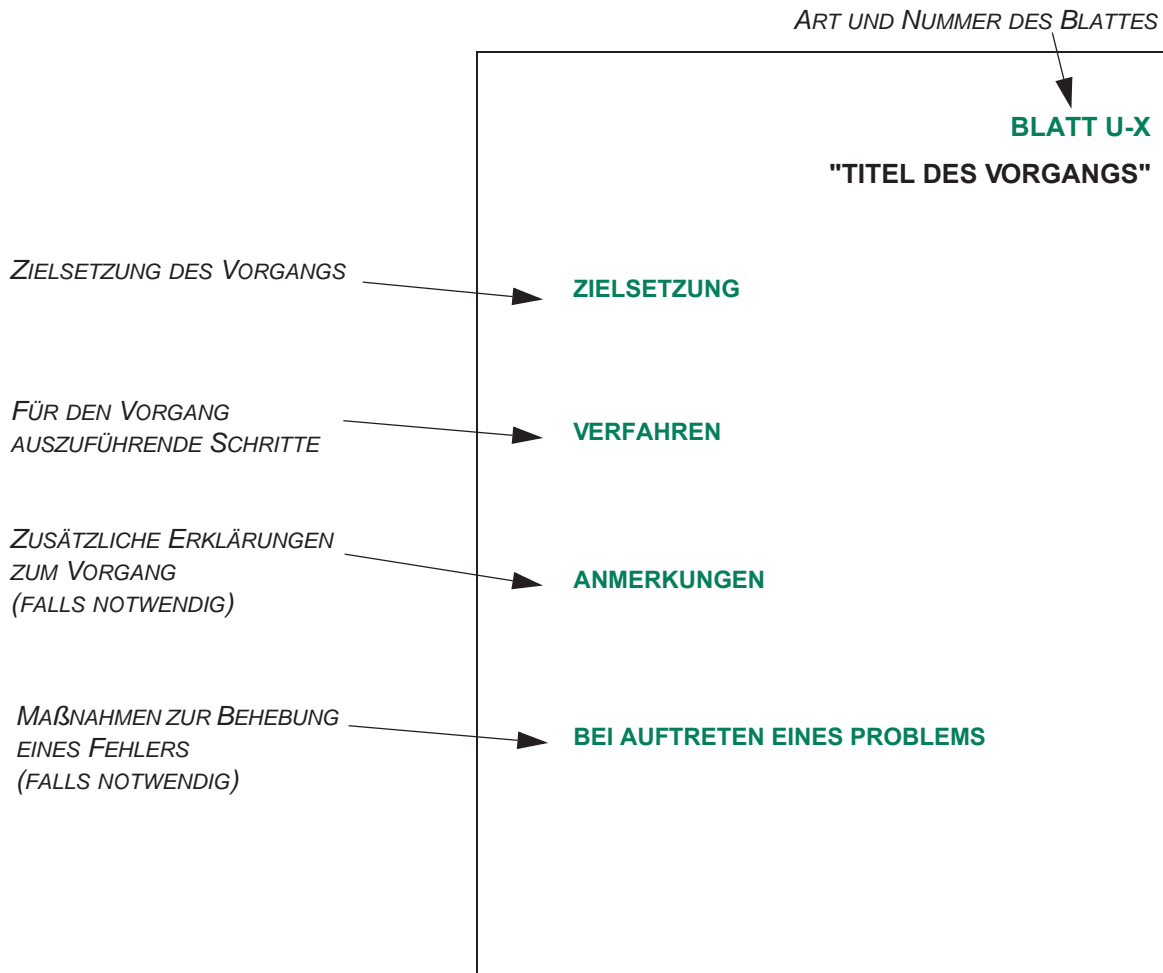 ART UND NUMMER DES BLATTES
BLATT U-X
"TITEL DES VORGANGS"
ZIELSETZUNG DES VORGANGS
ZIELSETZUNG
FÜR DEN VORGANG
AUSZUFÜHRENDE SCHRITTE
VERFAHREN
ZUSÄTZLICHE ERKLÄRUNGEN
ZUM VORGANG
(FALLS NOTWENDIG)
ANMERKUNGEN
MAßNAHMEN ZUR BEHEBUNG
EINES FEHLERS
(FALLS NOTWENDIG)
BEI AUFTRETEN EINES PROBLEMS